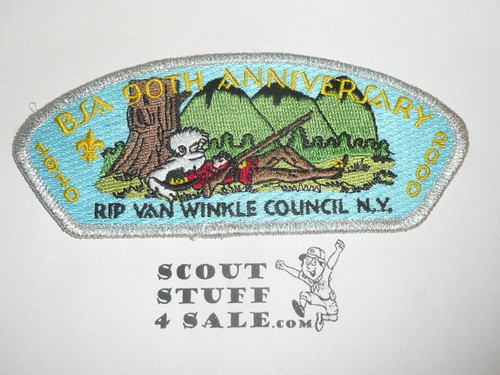 BSA 90TH ANNIVERSARY
1910
2000
RIP VAN WINKLE COUNCIL N.Y.
SCOUT
STUFF
4 SALE.COM